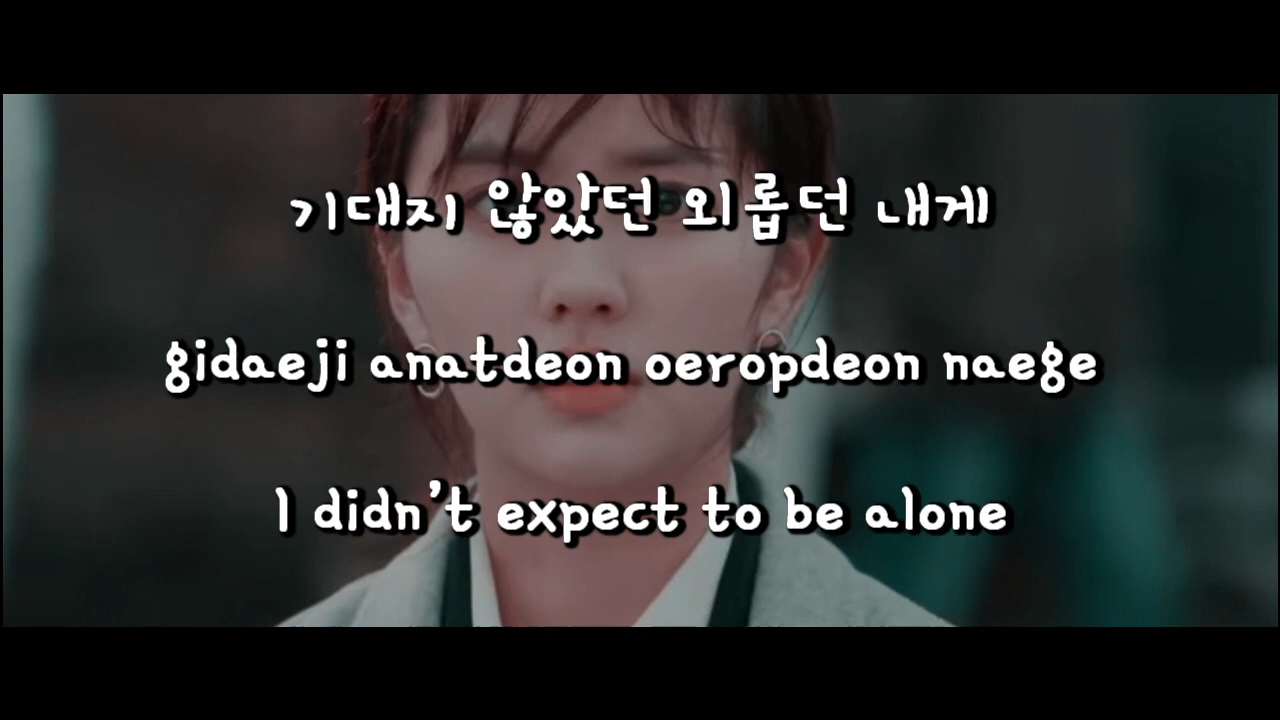 기대지 않았던 외롭던 내게
gidaeji anatdeon oeropdeon naege
I didn't expect to be alone